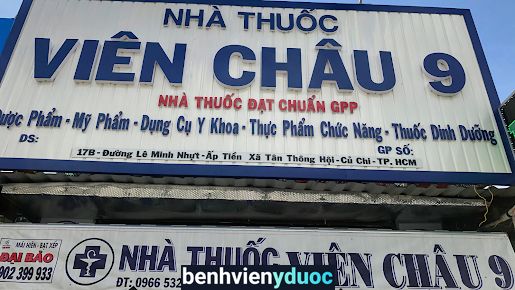 NHÀ THUỐC
VIÊN CHÂU 9
NHÀ THUỐC ĐẠT CHUẨN GPP
Dược Phẩm - Mỹ Phẩm - Dụng Cụ Y Khoa - Thực Phẩm Chức Năng - Thuốc Dinh Dưỡng
DS:
GP SỐ:
17B - Đường Lê Minh Nhựt - Ấp Tiền Xã Tân Thông Hội - Củ Chi - TP. HCM
MÁI HIÊN - BẠT XẾP
ĐẠI BẢO
902 399 933
NHÀ THUỐC VIÊN CHÂU 9
ĐT: 0966 532
benhvienyduoc